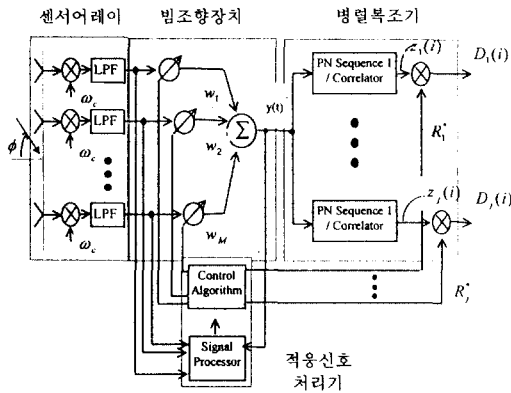 센서어레이
빔조향장치
병렬복조기
LPF
ω_c
w_1
LPF
ω_c
w_2
ϕ
LPF
ω_c
w_M
Σ
y(t)
PN Sequence 1
/ Correlator
z_1(i)
D_1(i)
R_1^*
PN Sequence 1
/ Correlator
z_j(i)
D_j(i)
R_j^*
Control
Algorithm
Signal
Processor
적응신호
처리기